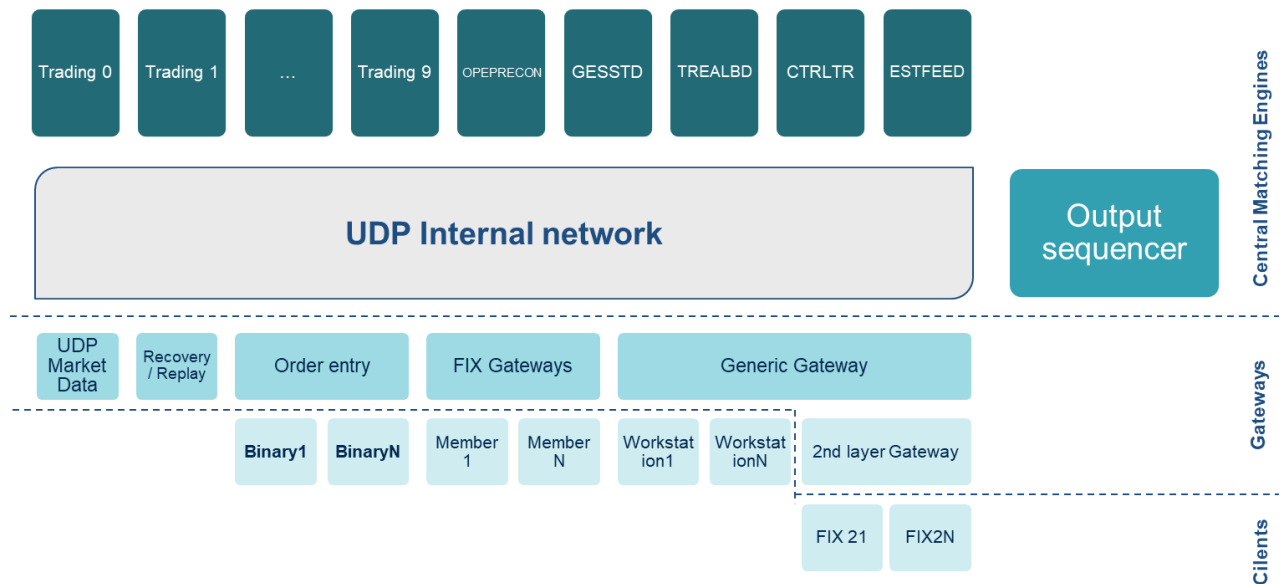 Trading 0
Trading 1
...
Trading 9
OPEPRECON
GESSTD
TREALBD
CTRLTR
ESTFEED
UDP Internal network
Output
sequencer
Central Matching Engines
UDP
Market
Data
Recovery
/ Replay
Order entry
FIX Gateways
Generic Gateway
Gateways
Binary1
BinaryN
Member
1
Member
N
Workstat
ion1
Workstat
ionN
2nd layer Gateway
FIX 21
FIX2N
Cilents